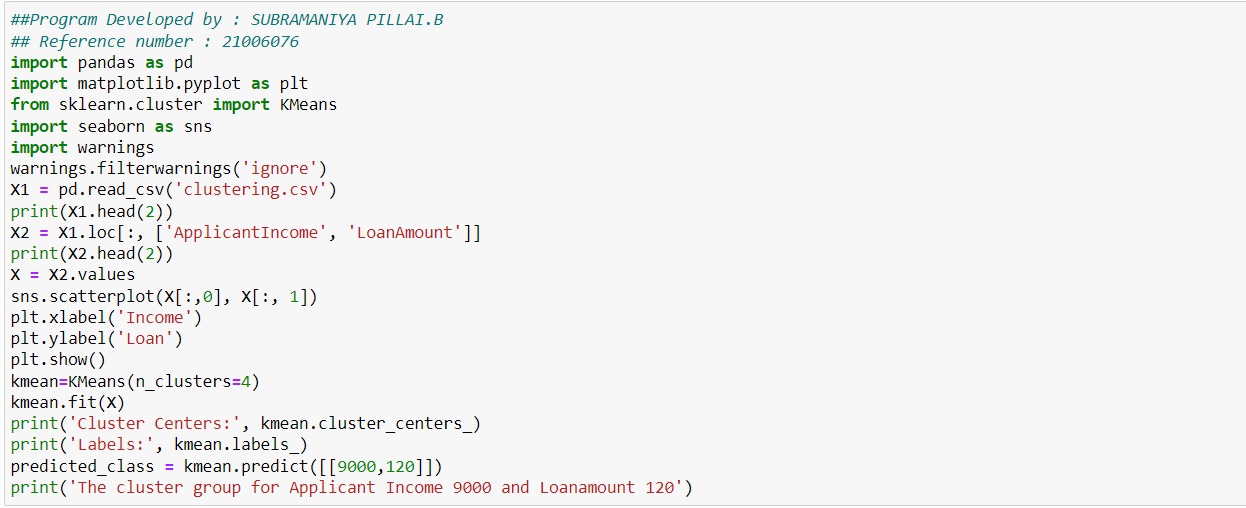 ##Program Developed by : SUBRAMANIYA PILLAI.B
## Reference number : 21006076
import pandas as pd
import matplotlib.pyplot as plt
from sklearn.cluster import KMeans
import seaborn as sns
import warnings
warnings.filterwarnings('ignore')
X1 = pd.read_csv('clustering.csv')
print(X1.head(2))
X2 = X1.loc[:, ['ApplicantIncome', 'LoanAmount']]
print(X2.head(2))
X = X2.values
sns.scatterplot(X[:,0], X[:, 1])
plt.xlabel('Income')
plt.ylabel('Loan')
plt.show()
kmean=KMeans(n_clusters=4)
kmean.fit(X)
print('Cluster Centers:', kmean.cluster_centers_)
print('Labels:', kmean.labels_)
predicted_class = kmean.predict([[9000,120]])
print('The cluster group for Applicant Income 9000 and Loanamount 120')